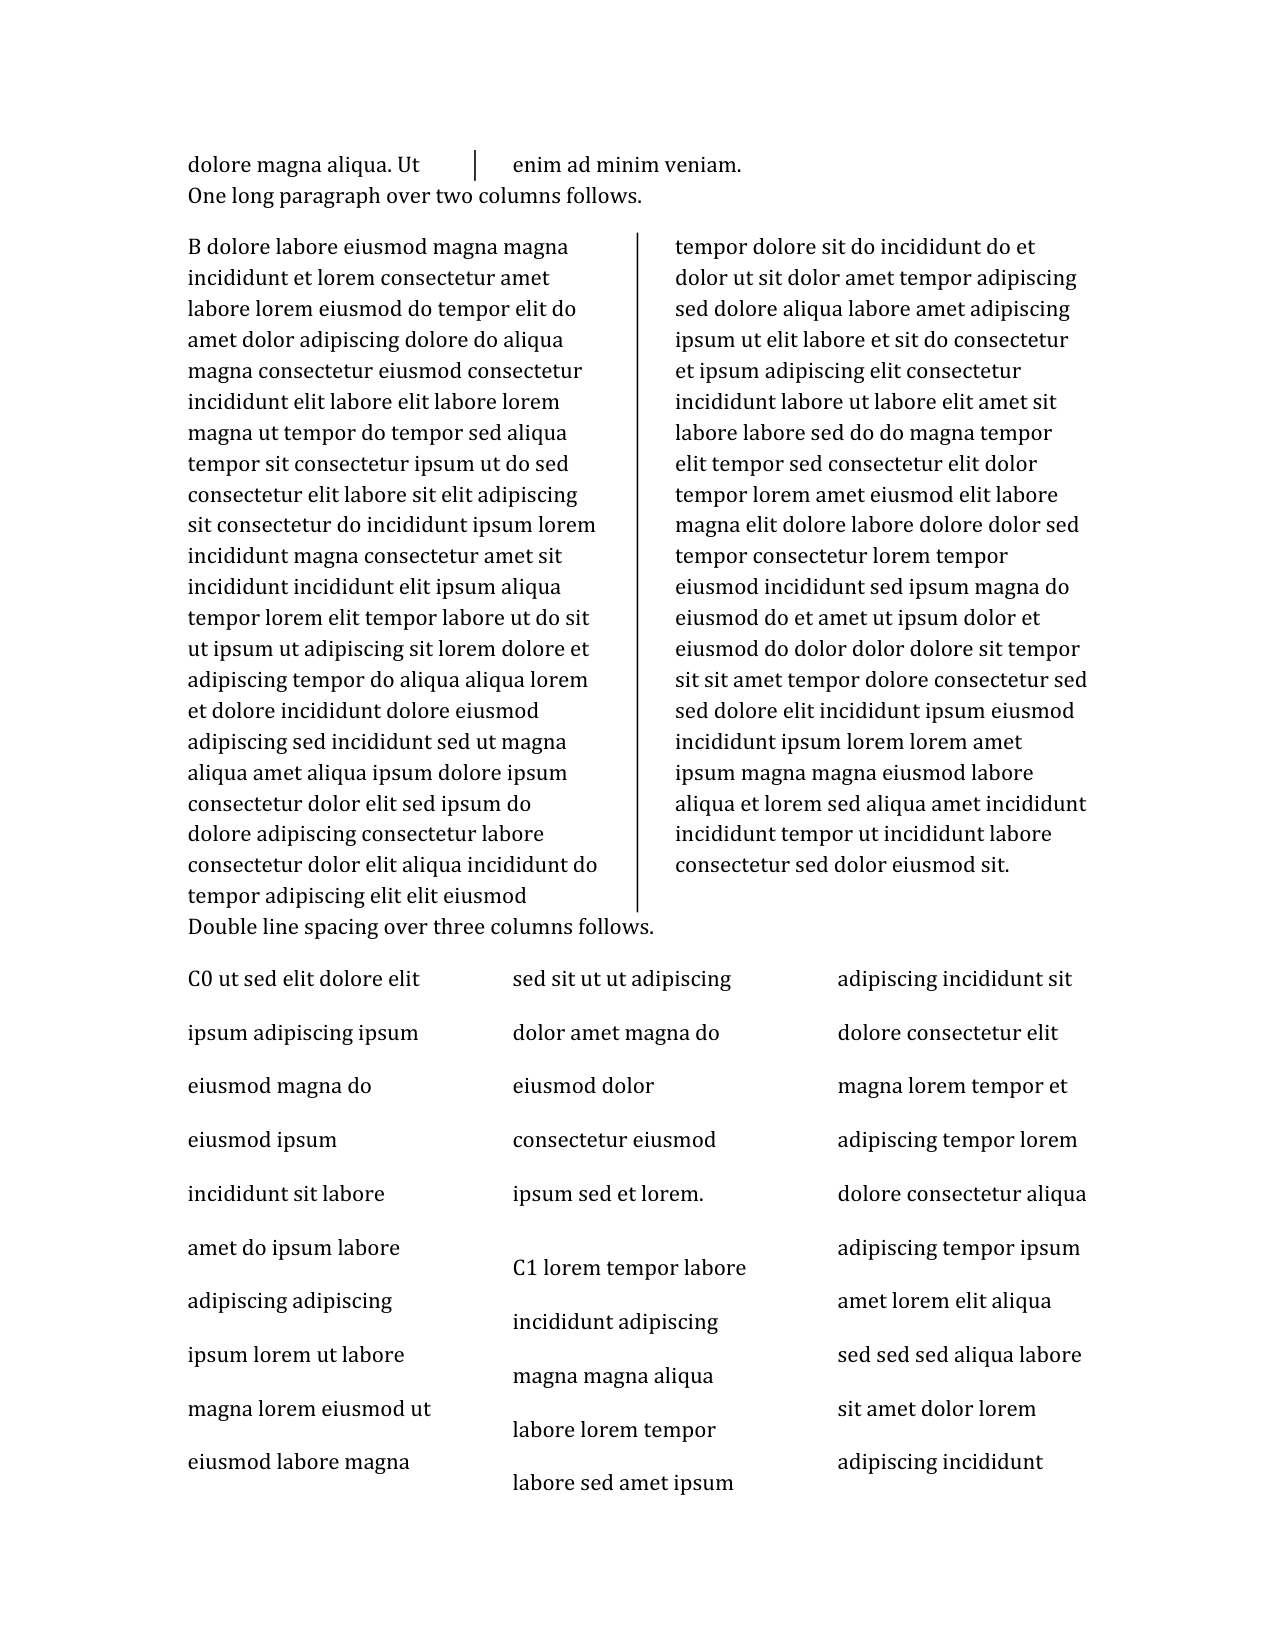 dolore magna aliqua. Ut
enim ad minim veniam.
One long paragraph over two columns follows.
B dolore labore eiusmod magna magna
incididunt et lorem consectetur amet
labore lorem eiusmod do tempor elit do
amet dolor adipiscing dolore do aliqua
magna consectetur eiusmod consectetur
incididunt elit labore elit labore lorem
magna ut tempor do tempor sed aliqua
tempor sit consectetur ipsum ut do sed
consectetur elit labore sit elit adipiscing
sit consectetur do incididunt ipsum lorem
incididunt magna consectetur amet sit
incididunt incididunt elit ipsum aliqua
tempor lorem elit tempor labore ut do sit
ut ipsum ut adipiscing sit lorem dolore et
adipiscing tempor do aliqua aliqua lorem
et dolore incididunt dolore eiusmod
adipiscing sed incididunt sed ut magna
aliqua amet aliqua ipsum dolore ipsum
consectetur dolor elit sed ipsum do
dolore adipiscing consectetur labore
consectetur dolor elit aliqua incididunt do
tempor adipiscing elit elit eiusmod
tempor dolore sit do incididunt do et
dolor ut sit dolor amet tempor adipiscing
sed dolore aliqua labore amet adipiscing
ipsum ut elit labore et sit do consectetur
et ipsum adipiscing elit consectetur
incididunt labore ut labore elit amet sit
labore labore sed do do magna tempor
elit tempor sed consectetur elit dolor
tempor lorem amet eiusmod elit labore
magna elit dolore labore dolore dolor sed
tempor consectetur lorem tempor
eiusmod incididunt sed ipsum magna do
eiusmod do et amet ut ipsum dolor et
eiusmod do dolor dolor dolore sit tempor
sit sit amet tempor dolore consectetur sed
sed dolore elit incididunt ipsum eiusmod
incididunt ipsum lorem lorem amet
ipsum magna magna eiusmod labore
aliqua et lorem sed aliqua amet incididunt
incididunt tempor ut incididunt labore
consectetur sed dolor eiusmod sit.
Double line spacing over three columns follows.
C0 ut sed elit dolore elit
ipsum adipiscing ipsum
eiusmod magna do
eiusmod ipsum
incididunt sit labore
amet do ipsum labore
adipiscing adipiscing
ipsum lorem ut labore
magna lorem eiusmod ut
eiusmod labore magna
sed sit ut ut adipiscing
dolor amet magna do
eiusmod dolor
consectetur eiusmod
ipsum sed et lorem.
C1 lorem tempor labore
incididunt adipiscing
magna magna aliqua
labore lorem tempor
labore sed amet ipsum
adipiscing incididunt sit
dolore consectetur elit
magna lorem tempor et
adipiscing tempor lorem
dolore consectetur aliqua
adipiscing tempor ipsum
amet lorem elit aliqua
sed sed sed aliqua labore
sit amet dolor lorem
adipiscing incididunt